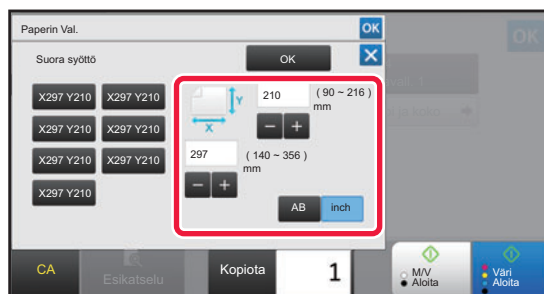 Paperin Val.
OK
OK
Suora syöttö
OK
X297 Y210
X297 Y210
X297 Y210
X297 Y210
X297 Y210
X297 Y210
X297 Y210
Y
X
210
( 90 ~ 216 )
mm
297
( 140 ~ 356 )
mm
AB
inch
CA
Esikatselu
Kopiota
1
M/V
Aloita
Väri
Aloita